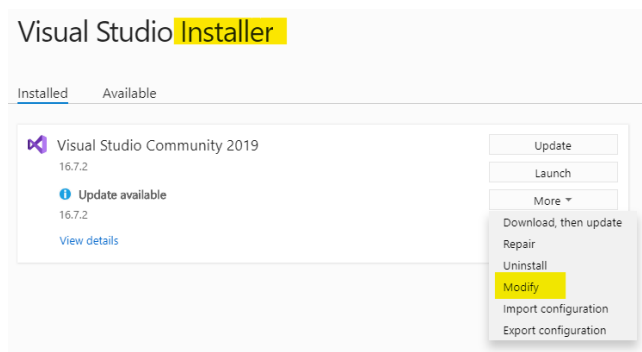 Visual Studio Installer
Installed Available
Visual Studio Community 2019
16.7.2
Update available
16.7.2
View details
Update
Launch
More
Download, then update
Repair
Uninstall
Modify
Import configuration
Export configuration